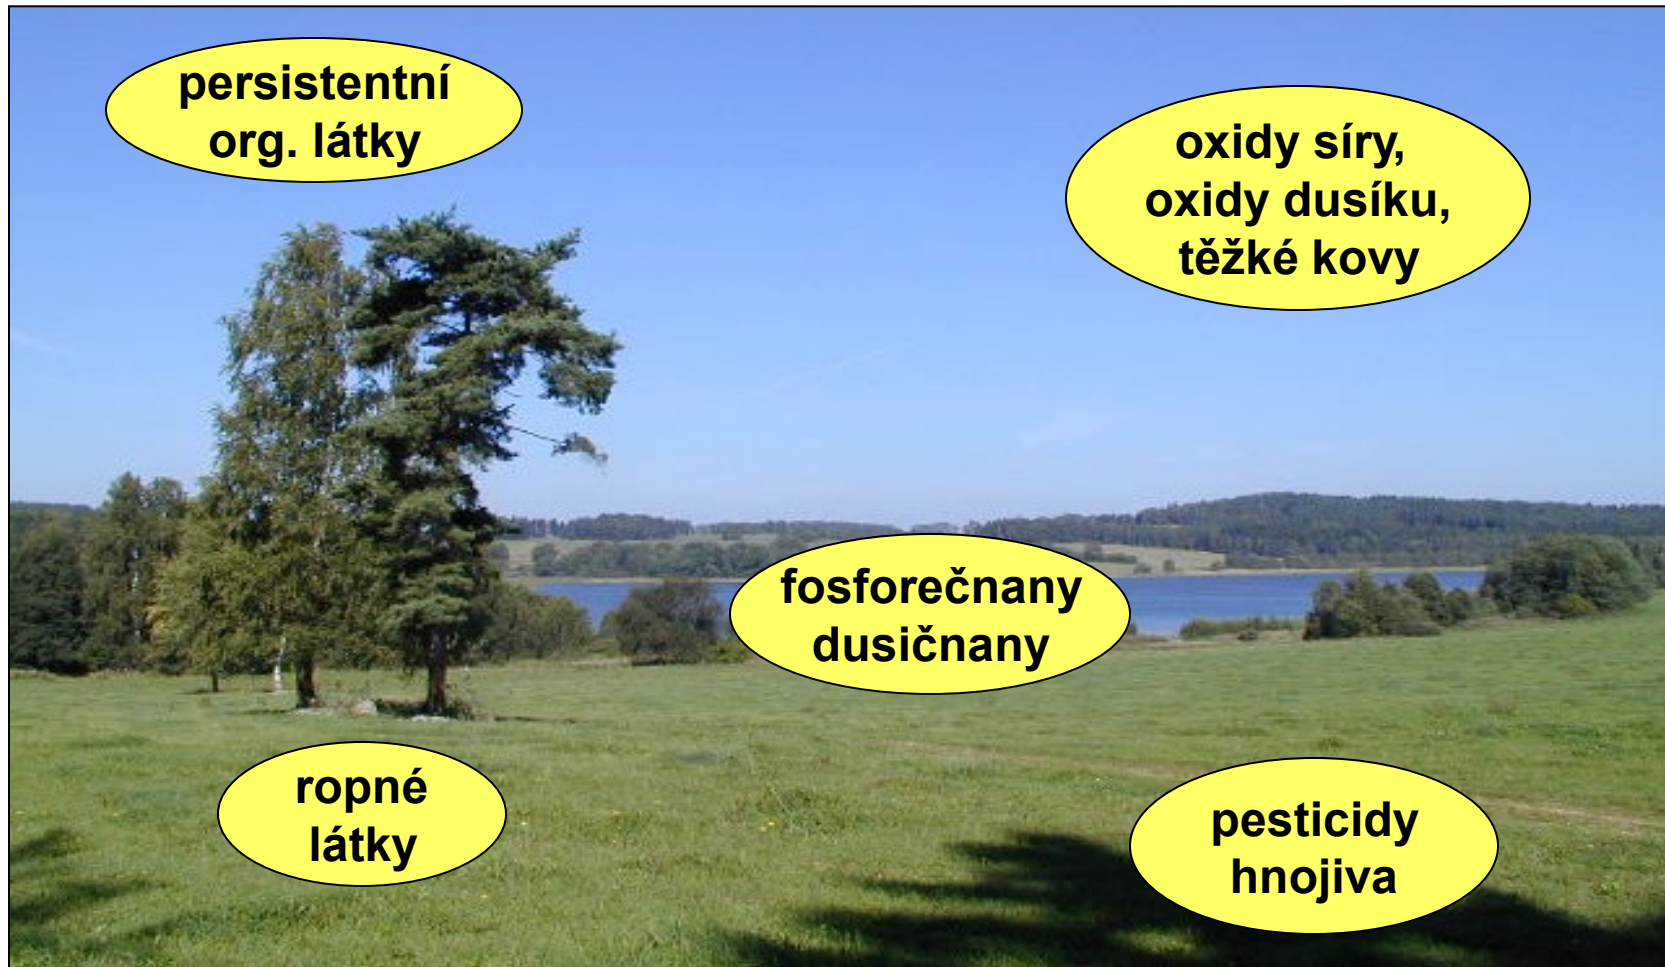 persistentní
org. látky
oxidy síry,
oxidy dusíku,
těžké kovy
fosforečnany
dusičnany
ropné
látky
pesticidy
hnojiva